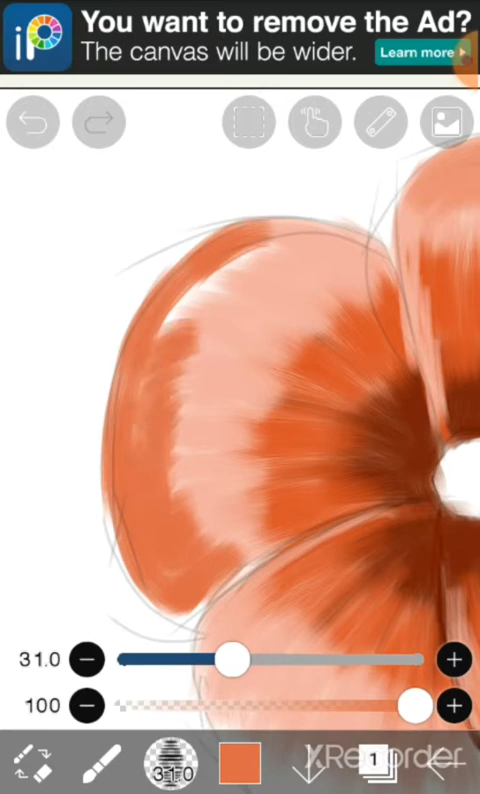 iP
You want to remove the Ad?
The canvas will be wider.
Learn more
31.0
100
31.0
1
XRecorder